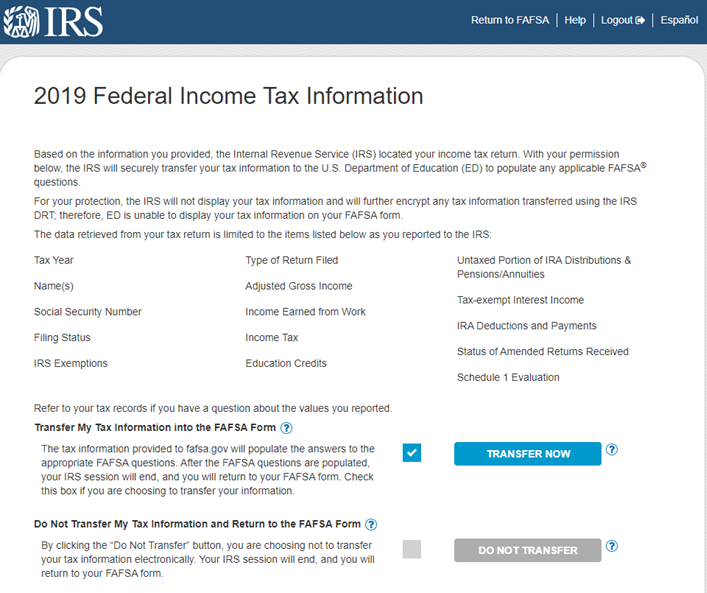 IRS
Return to FAFSA | Help | Logout | Español
2019 Federal Income Tax Information
Based on the information you provided, the Internal Revenue Service (IRS) located your income tax return. With your permission
below, the IRS will securely transfer your tax information to the U.S. Department of Education (ED) to populate any applicable FAFSA®
questions.
For your protection, the IRS will not display your tax information and will further encrypt any tax information transferred using the IRS
DRT; therefore, ED is unable to display your tax information on your FAFSA form.
The data retrieved from your tax return is limited to the items listed below as you reported to the IRS:
Tax Year
Name(s)
Social Security Number
Filing Status
IRS Exemptions
Type of Return Filed
Adjusted Gross Income
Income Earned from Work
Income Tax
Education Credits
Untaxed Portion of IRA Distributions &
Pensions/Annuities
Tax-exempt Interest Income
IRA Deductions and Payments
Status of Amended Returns Received
Schedule 1 Evaluation
Refer to your tax records if you have a question about the values you reported.
Transfer My Tax Information into the FAFSA Form ?
The tax information provided to fafsa.gov will populate the answers to the
appropriate FAFSA questions. After the FAFSA questions are populated,
your IRS session will end, and you will return to your FAFSA form. Check
this box if you are choosing to transfer your information.
TRANSFER NOW ?
Do Not Transfer My Tax Information and Return to the FAFSA Form ?
By clicking the “Do Not Transfer” button, you are choosing not to transfer
your tax information electronically. Your IRS session will end, and you will
return to your FAFSA form.
DO NOT TRANSFER ?